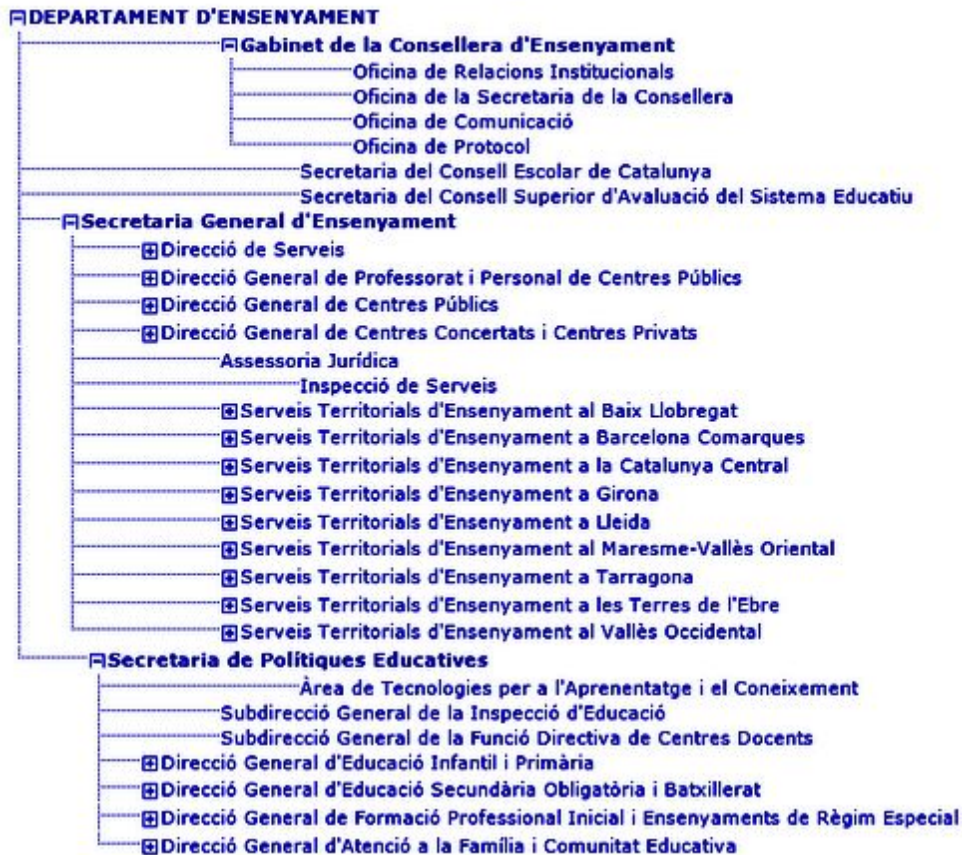 DEPARTAMENT D'ENSENYAMENT
Gabinet de la Consellera d'Ensenyament
Oficina de Relacions Institucionals
Oficina de la Secretaria de la Consellera
Oficina de Comunicació
Oficina de Protocol
Secretaria del Consell Escolar de Catalunya
Secretaria del Consell Superior d'Avaluació del Sistema Educatiu
Secretaria General d'Ensenyament
Direcció de Serveis
Direcció General de Professorat i Personal de Centres Públics
Direcció General de Centres Públics
Direcció General de Centres Concertats i Centres Privats
Assessoria Jurídica
Inspecció de Serveis
Serveis Territorials d'Ensenyament al Baix Llobregat
Serveis Territorials d'Ensenyament a Barcelona Comarques
Serveis Territorials d'Ensenyament a la Catalunya Central
Serveis Territorials d'Ensenyament a Girona
Serveis Territorials d'Ensenyament a Lleida
Serveis Territorials d'Ensenyament al Maresme-Vallès Oriental
Serveis Territorials d'Ensenyament a Tarragona
Serveis Territorials d'Ensenyament a les Terres de l'Ebre
Serveis Territorials d'Ensenyament al Vallès Occidental
Secretaria de Polítiques Educatives
Àrea de Tecnologies per a l'Aprenentatge i el Coneixement
Subdirecció General de la Inspecció d'Educació
Subdirecció General de la Funció Directiva de Centres Docents
Direcció General d'Educació Infantil i Primària
Direcció General d'Educació Secundària Obligatòria i Batxillerat
Direcció General de Formació Professional Inicial i Ensenyaments de Règim Especial
Direcció General d'Atenció a la Família i Comunitat Educativa